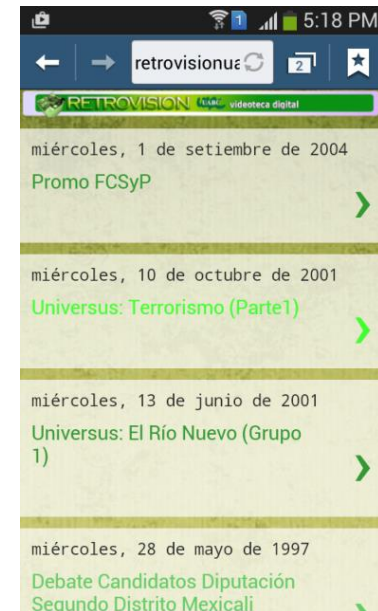 1 5:18 PM
retrovisionua 2
RETROVISION UABC videoteca digital
miércoles, 1 de setiembre de 2004
Promo FCSyP
miércoles, 10 de octubre de 2001
Universus: Terrorismo (Parte1)
miércoles, 13 de junio de 2001
Universus: El Río Nuevo (Grupo
1)
miércoles, 28 de mayo de 1997
Debate Candidatos Diputación
Segundo Distrito Mexicali